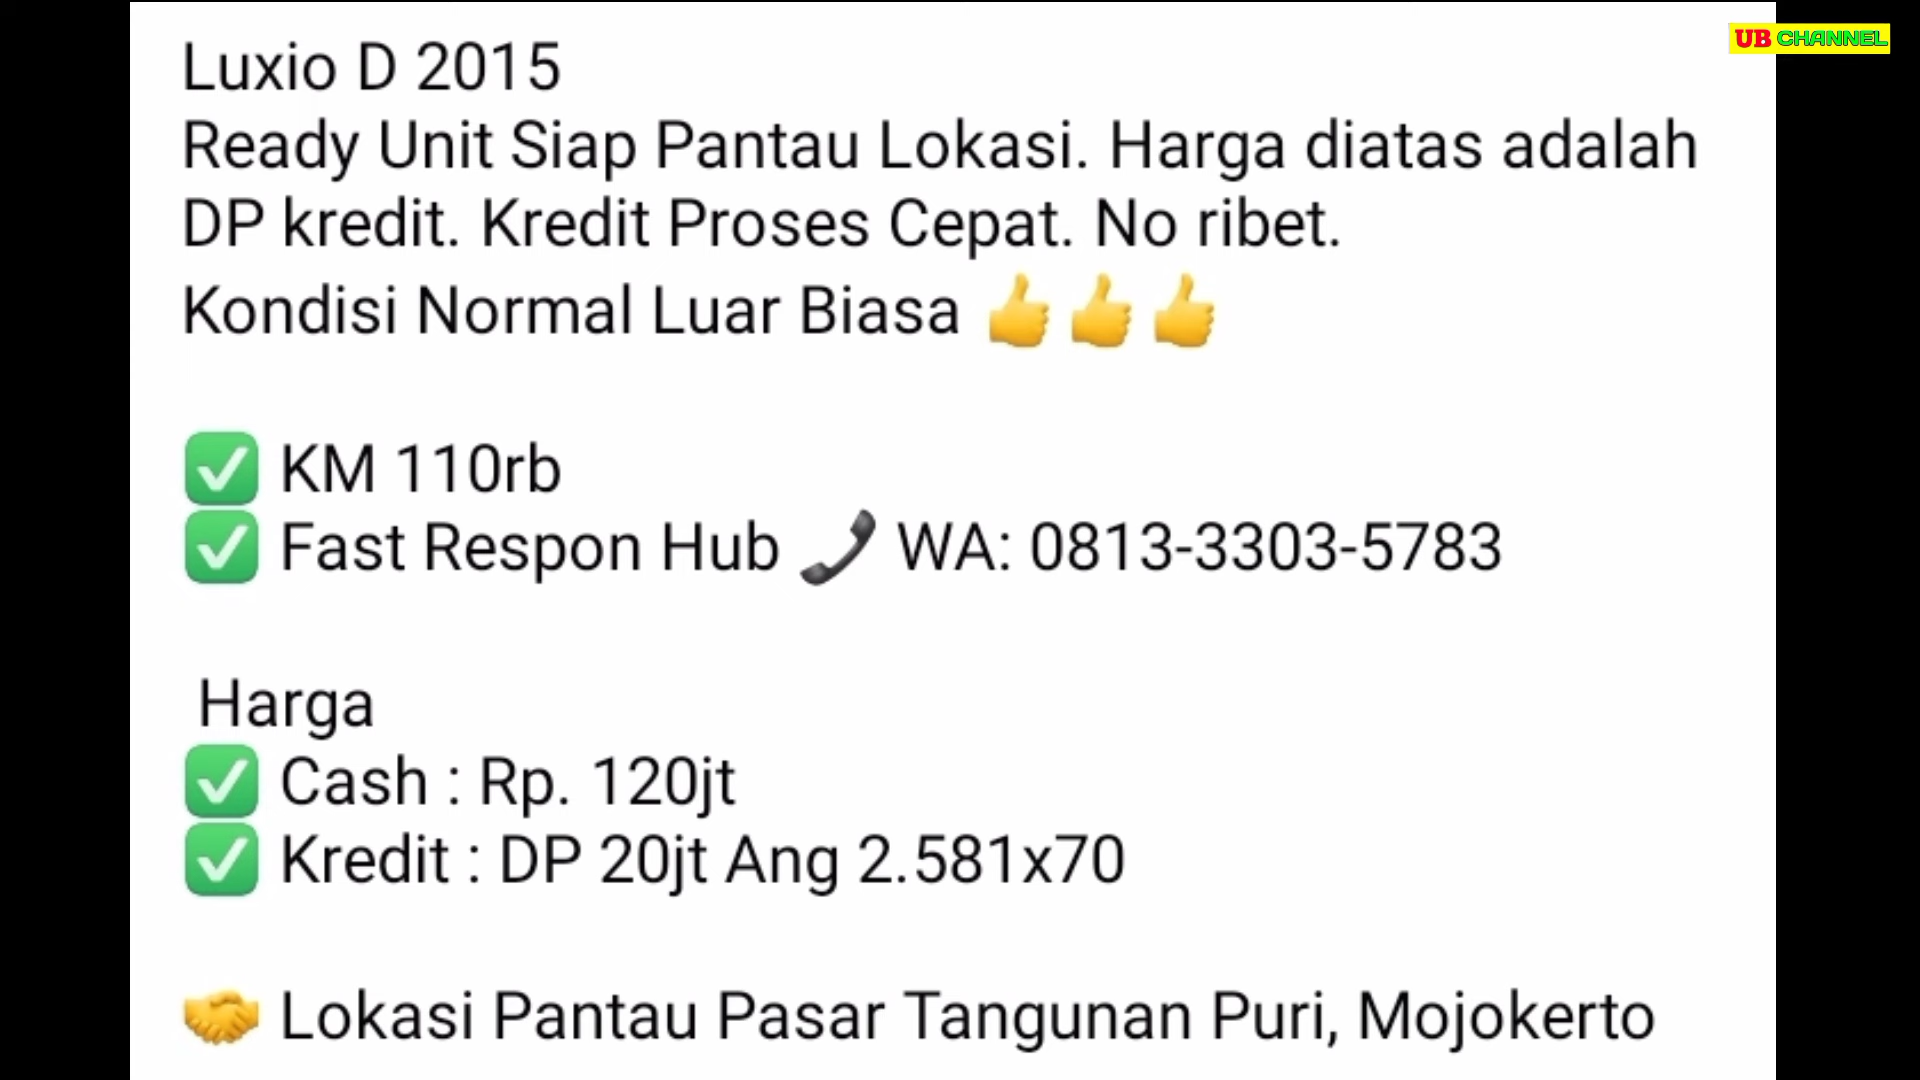 UB CHANNEL
Luxio D 2015
Ready Unit Siap Pantau Lokasi. Harga diatas adalah
DP kredit. Kredit Proses Cepat. No ribet.
Kondisi Normal Luar Biasa 👍👍👍
✅ KM 110rb
✅ Fast Respon Hub 📞 WA: 0813-3303-5783
Harga
✅ Cash : Rp. 120jt
✅ Kredit : DP 20jt Ang 2.581x70
🤝 Lokasi Pantau Pasar Tangunan Puri, Mojokerto